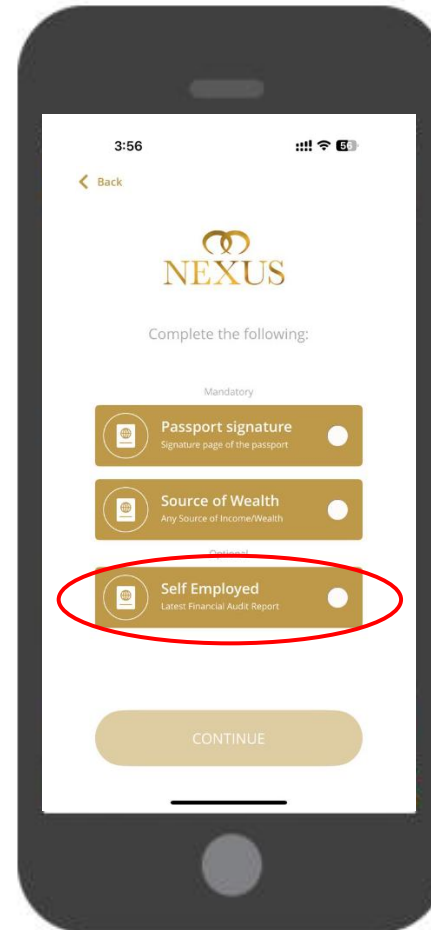 3:56
56
Back
NEXUS
Complete the following:
Mandatory
Passport signature
Signature page of the passport
Source of Wealth
Any Source of Income/Wealth
Optional
Self Employed
Latest Financial Audit Report
CONTINUE